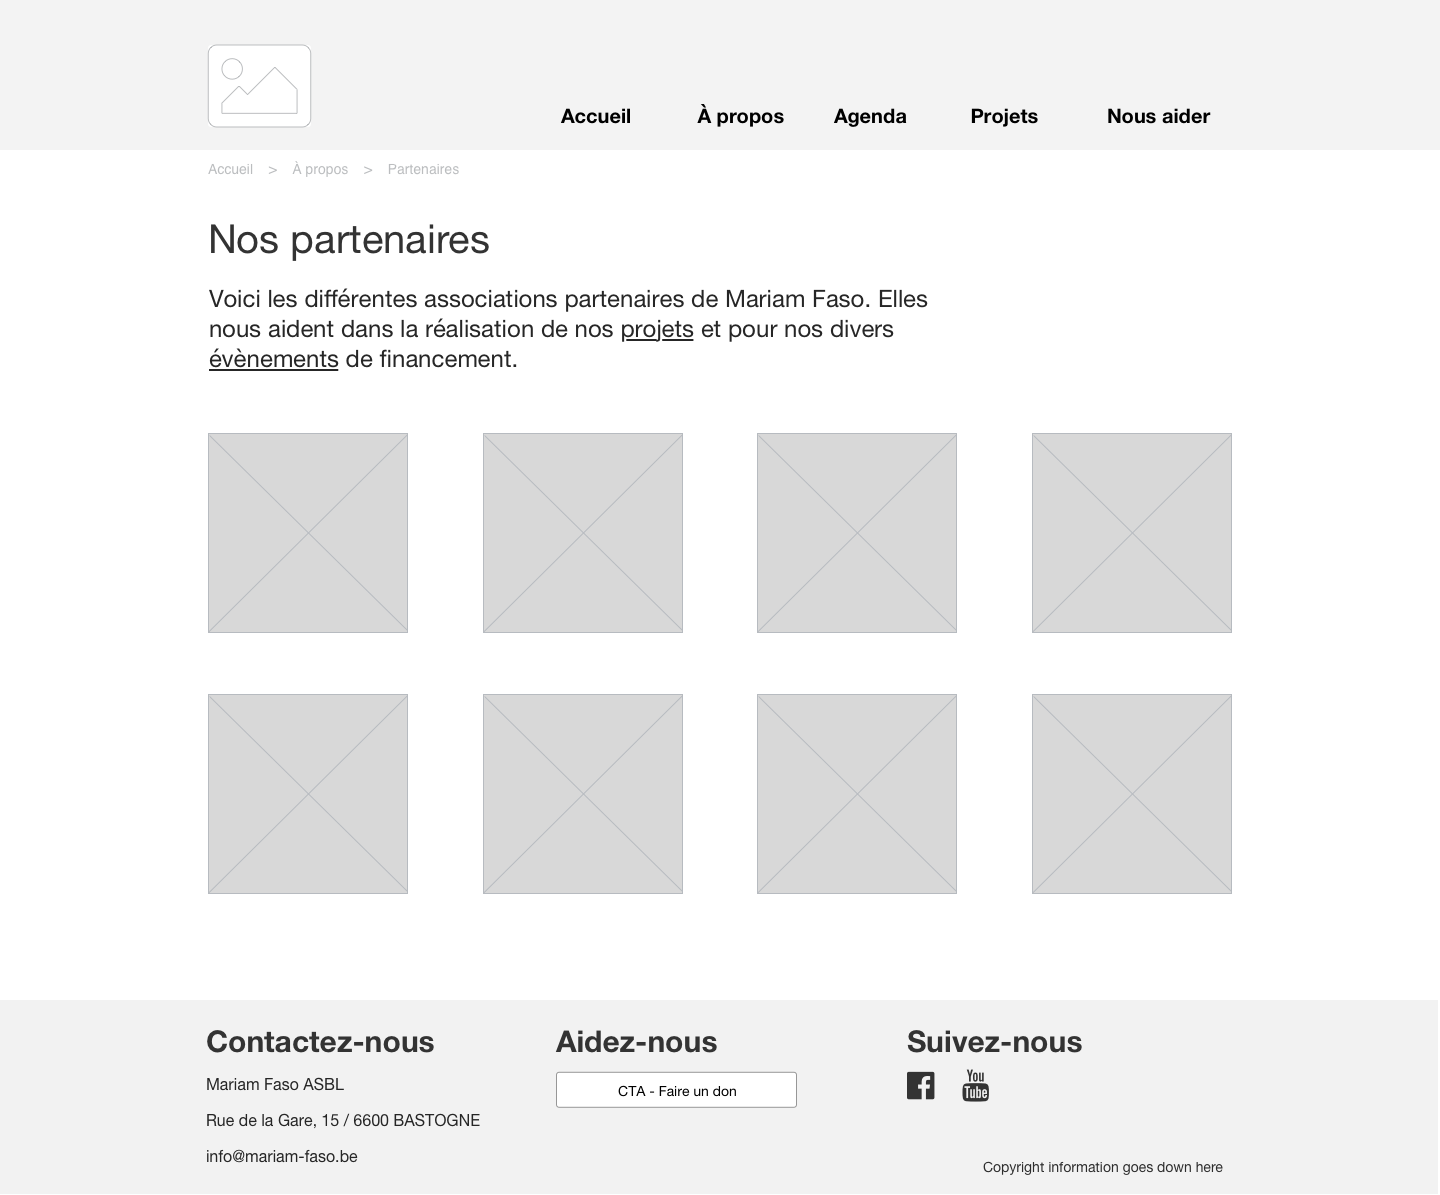 Accueil À propos Agenda Projets Nous aider
Accueil > À propos > Partenaires
Nos partenaires
Voici les différentes associations partenaires de Mariam Faso. Elles
nous aident dans la réalisation de nos projets et pour nos divers
évènements de financement.
Contactez-nous
Mariam Faso ASBL
Rue de la Gare, 15 / 6600 BASTOGNE
info@mariam-faso.be
Aidez-nous
CTA - Faire un don
Suivez-nous
You
Tube
Copyright information goes down here